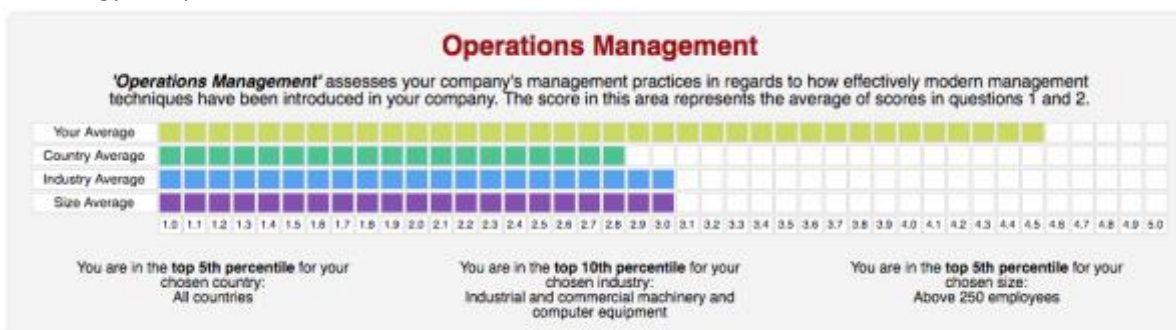 Operations Management
'Operations Management' assesses your company's management practices in regards to how effectively modern management
techniques have been introduced in your company. The score in this area represents the average of scores in questions 1 and 2.
Your Average
Country Average
Industry Average
Size Average
1.0 1.1 1.2 1.3 1.4 1.5 1.6 1.7 1.8 1.9 2.0 2.1 2.2 2.3 2.4 2.5 2.6 2.7 2.8 2.9 3.0 3.1 3.2 3.3 3.4 3.5 3.6 3.7 3.8 3.9 4.0 4.1 4.2 4.3 4.4 4.5 4.6 4.7 4.8 4.9 5.0
You are in the top 5th percentile for your
chosen country:
All countries
You are in the top 10th percentile for your
chosen industry:
Industrial and commercial machinery and
computer equipment
You are in the top 5th percentile for your
chosen size:
Above 250 employees